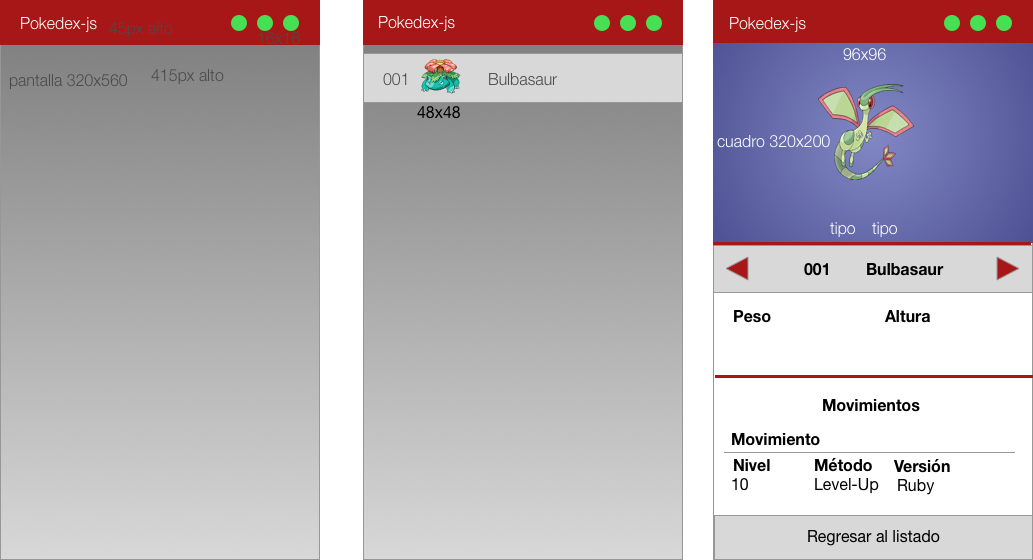 Pokedex-js
45px alto
16x16
pantalla 320x560
415px alto
Pokedex-js
001 Bulbasaur
48x48
Pokedex-js
96x96
cuadro 320x200
tipo tipo
001 Bulbasaur
Peso Altura
Movimientos
Movimiento
Nivel Método Versión
10 Level-Up Ruby
Regresar al listado